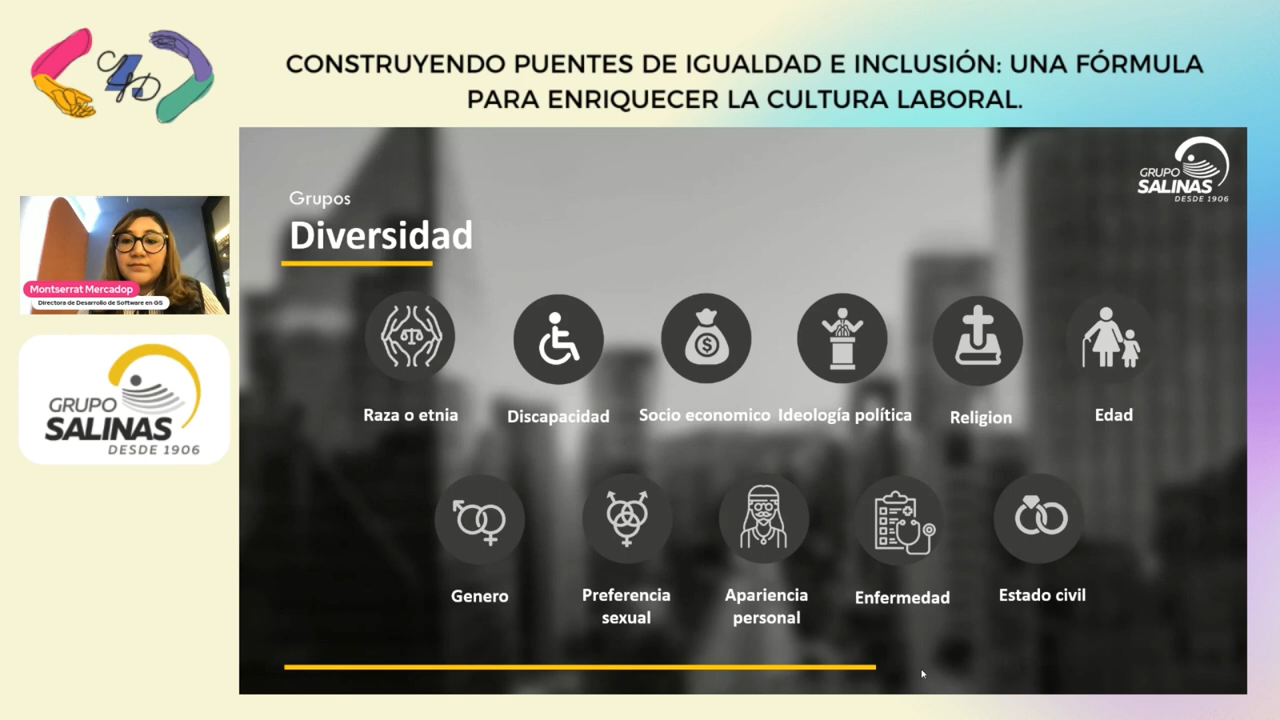 CONSTRUYENDO PUENTES DE IGUALDAD E INCLUSIÓN: UNA FÓRMULA
PARA ENRIQUECER LA CULTURA LABORAL.
GRUPO
SALINAS
DESDE 1906
Grupos
Diversidad
Montserrat Mercadop
Directora de Desarrollo de Software en GS
GRUPO
SALINAS
DESDE 1906
Raza o etnia
Discapacidad
Socio economico
Ideología política
Religion
Edad
Genero
Preferencia
sexual
Apariencia
personal
Enfermedad
Estado civil